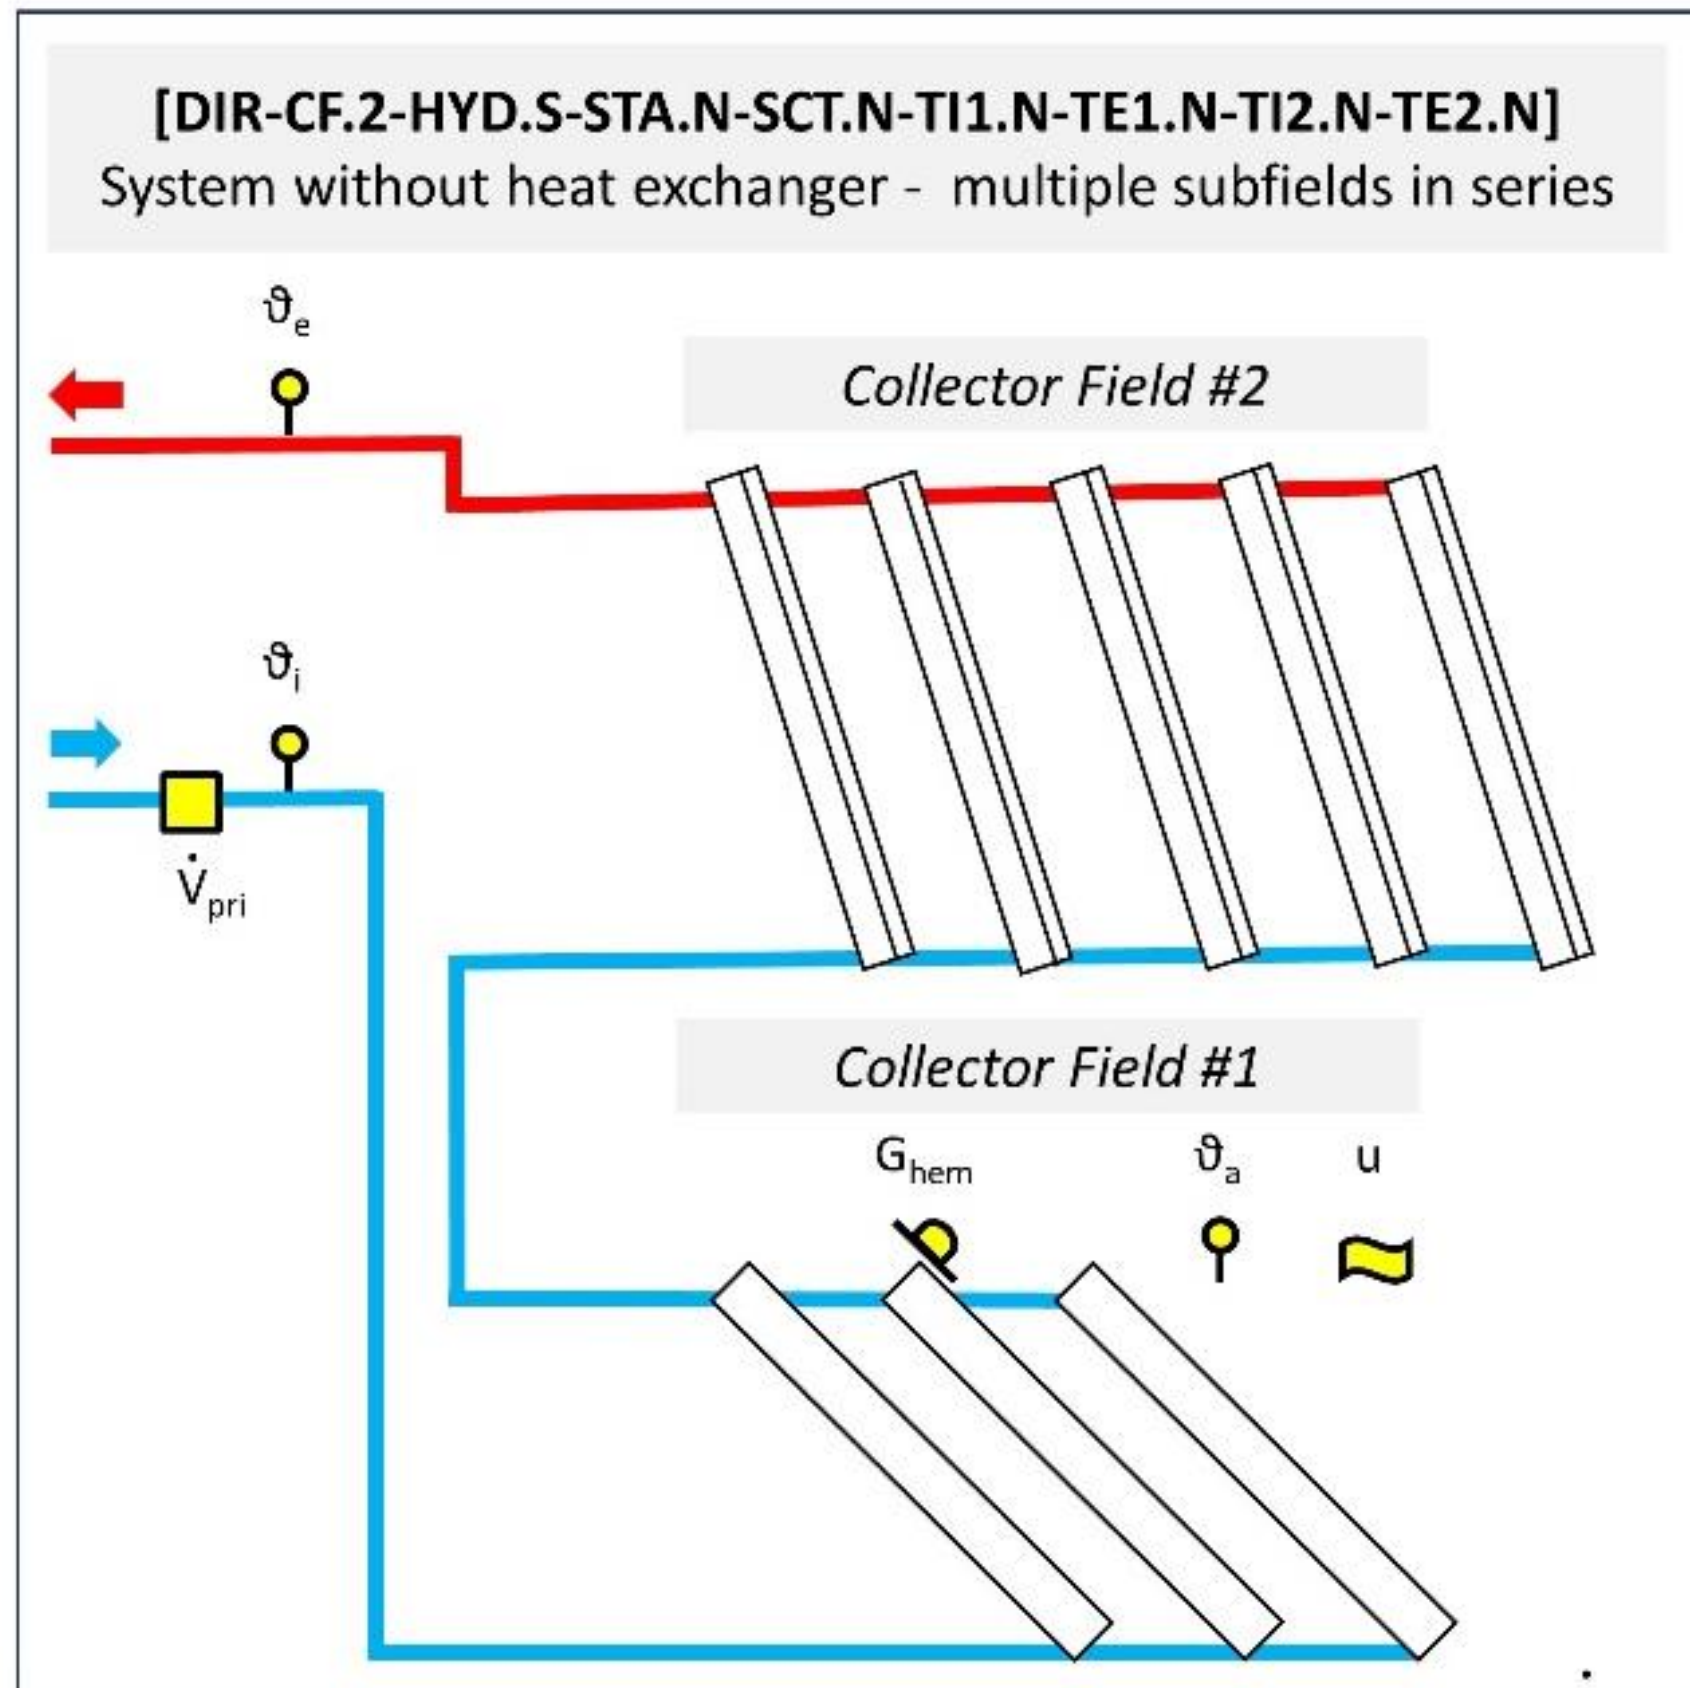 [DIR-CF.2-HYD.S-STA.N-SCT.N-TI1.N-TE1.N-TI2.N-TE2.N]
System without heat exchanger - multiple subfields in series
ϑe
Collector Field #2
ϑi
V̇pri
Collector Field #1
Ghem ϑa u